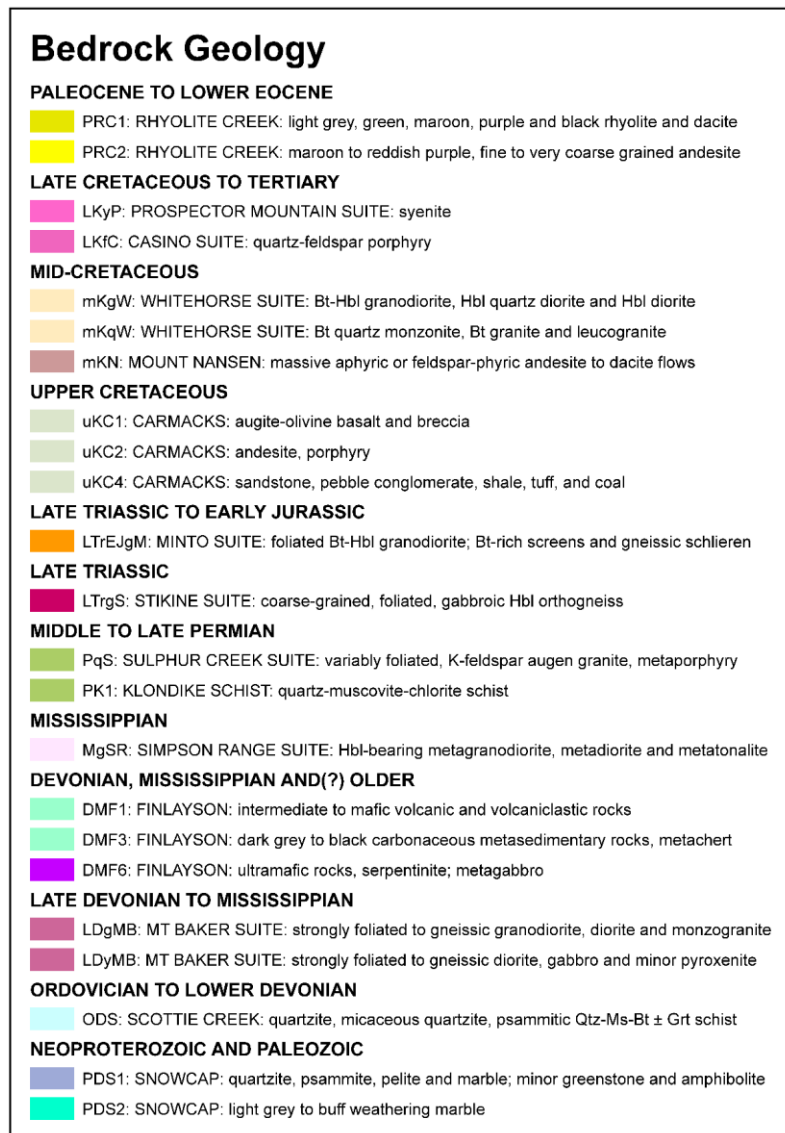 Bedrock Geology
PALEOCENE TO LOWER EOCENE
PRC1: RHYOLITE CREEK: light grey, green, maroon, purple and black rhyolite and dacite
PRC2: RHYOLITE CREEK: maroon to reddish purple, fine to very coarse grained andesite
LATE CRETACEOUS TO TERTIARY
LKyP: PROSPECTOR MOUNTAIN SUITE: syenite
LKfC: CASINO SUITE: quartz-feldspar porphyry
MID-CRETACEOUS
mKgW: WHITEHORSE SUITE: Bt-Hbl granodiorite, Hbl quartz diorite and Hbl diorite
mKqW: WHITEHORSE SUITE: Bt quartz monzonite, Bt granite and leucogranite
mKN: MOUNT NANSEN: massive aphyric or feldspar-phyric andesite to dacite flows
UPPER CRETACEOUS
uKC1: CARMACKS: augite-olivine basalt and breccia
uKC2: CARMACKS: andesite, porphyry
uKC4: CARMACKS: sandstone, pebble conglomerate, shale, tuff, and coal
LATE TRIASSIC TO EARLY JURASSIC
LTrEJgM: MINTO SUITE: foliated Bt-Hbl granodiorite; Bt-rich screens and gneissic schlieren
LATE TRIASSIC
LTrgS: STIKINE SUITE: coarse-grained, foliated, gabbroic Hbl orthogneiss
MIDDLE TO LATE PERMIAN
PqS: SULPHUR CREEK SUITE: variably foliated, K-feldspar augen granite, metaporphyry
PK1: KLONDIKE SCHIST: quartz-muscovite-chlorite schist
MISSISSIPPIAN
MgSR: SIMPSON RANGE SUITE: Hbl-bearing metagranodiorite, metadiorite and metatonalite
DEVONIAN, MISSISSIPPIAN AND(?) OLDER
DMF1: FINLAYSON: intermediate to mafic volcanic and volcaniclastic rocks
DMF3: FINLAYSON: dark grey to black carbonaceous metasedimentary rocks, metachert
DMF6: FINLAYSON: ultramafic rocks, serpentinite; metagabbro
LATE DEVONIAN TO MISSISSIPPIAN
LDgMB: MT BAKER SUITE: strongly foliated to gneissic granodiorite, diorite and monzogranite
LDyMB: MT BAKER SUITE: strongly foliated to gneissic diorite, gabbro and minor pyroxenite
ORDOVICIAN TO LOWER DEVONIAN
ODS: SCOTTIE CREEK: quartzite, micaceous quartzite, psammitic Qtz-Ms-Bt ± Grt schist
NEOPROTEROZOIC AND PALEOZOIC
PDS1: SNOWCAP: quartzite, psammite, pelite and marble; minor greenstone and amphibolite
PDS2: SNOWCAP: light grey to buff weathering marble